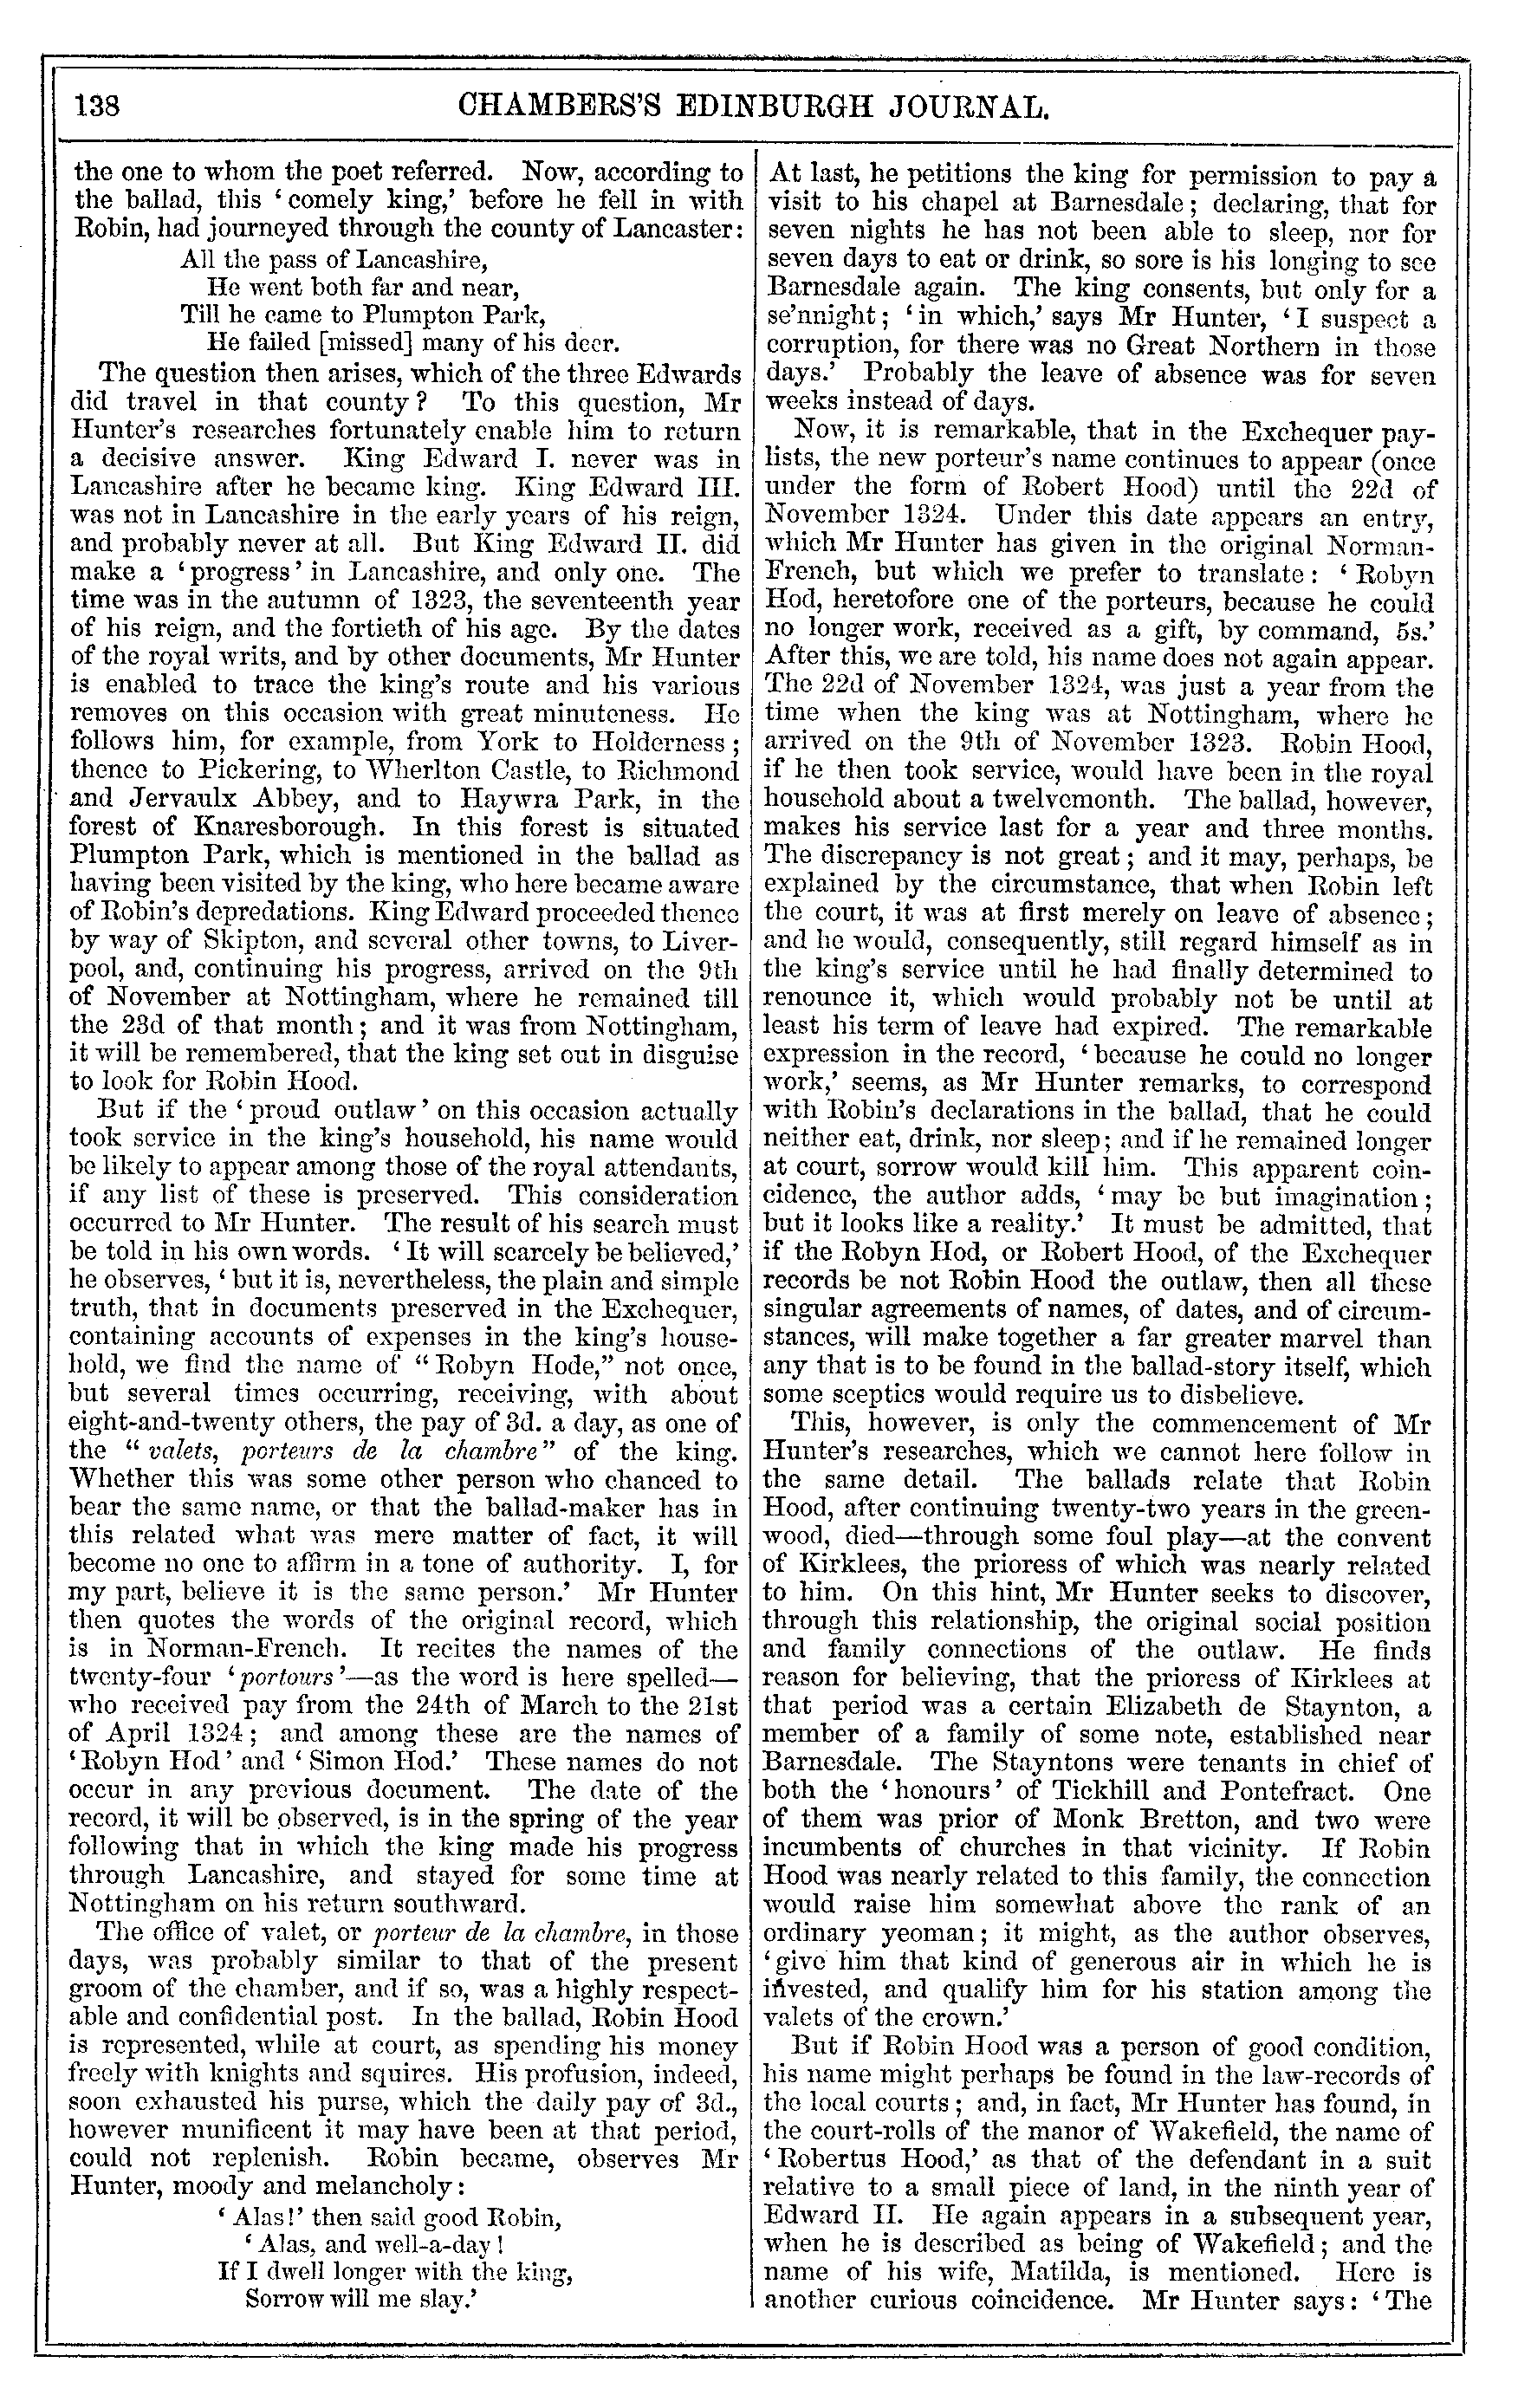 138
CHAMBERS'S EDINBURGH JOURNAL.
the one to whom the poet referred. Now, according to
the ballad, this ‘comely king,’ before he fell in with
Robin, had journeyed through the county of Lancaster:
All the pass of Lancashire,
He went both far and near,
Till he came to Plumpton Park,
He failed [missed] many of his deer.
The question then arises, which of the three Edwards
did travel in that county? To this question, Mr
Hunter's researches fortunately enable him to return
a decisive answer. King Edward I. never was in
Lancashire after he became king. King Edward III.
was not in Lancashire in the early years of his reign,
and probably never at all. But King Edward II. did
make a ‘progress’ in Lancashire, and only one. The
time was in the autumn of 1323, the seventeenth year
of his reign, and the fortieth of his age. By the dates
of the royal writs, and by other documents, Mr Hunter
is enabled to trace the king's route and his various
removes on this occasion with great minuteness. He
follows him, for example, from York to Holderness;
thence to Pickering, to Wherlton Castle, to Richmond
and Jervaulx Abbey, and to Haywra Park, in the
forest of Knaresborough. In this forest is situated
Plumpton Park, which is mentioned in the ballad as
having been visited by the king, who here became aware
of Robin's depredations. King Edward proceeded thence
by way of Skipton, and several other towns, to Liver-
pool, and, continuing his progress, arrived on the 9th
of November at Nottingham, where he remained till
the 23d of that month; and it was from Nottingham,
it will be remembered, that the king set out in disguise
to look for Robin Hood.
But if the ‘proud outlaw’ on this occasion actually
took service in the king's household, his name would
be likely to appear among those of the royal attendants,
if any list of these is preserved. This consideration
occurred to Mr Hunter. The result of his search must
be told in his own words. ‘It will scarcely be believed,’
he observes, ‘but it is, nevertheless, the plain and simple
truth, that in documents preserved in the Exchequer,
containing accounts of expenses in the king's house-
hold, we find the name of “Robyn Hode,” not once,
but several times occurring, receiving, with about
eight-and-twenty others, the pay of 3d. a day, as one of
the “valets, porteurs de la chambre” of the king.
Whether this was some other person who chanced to
bear the same name, or that the ballad-maker has in
this related what was mere matter of fact, it will
become no one to affirm in a tone of authority. I, for
my part, believe it is the same person.’ Mr Hunter
then quotes the words of the original record, which
is in Norman-French. It recites the names of the
twenty-four ‘portours’—as the word is here spelled—
who received pay from the 24th of March to the 21st
of April 1324; and among these are the names of
‘Robyn Hod’ and ‘Simon Hod.’ These names do not
occur in any previous document. The date of the
record, it will be observed, is in the spring of the year
following that in which the king made his progress
through Lancashire, and stayed for some time at
Nottingham on his return southward.
The office of valet, or porteur de la chambre, in those
days, was probably similar to that of the present
groom of the chamber, and if so, was a highly respect-
able and confidential post. In the ballad, Robin Hood
is represented, while at court, as spending his money
freely with knights and squires. His profusion, indeed,
soon exhausted his purse, which the daily pay of 3d.,
however munificent it may have been at that period,
could not replenish. Robin became, observes Mr
Hunter, moody and melancholy:
‘Alas!’ then said good Robin,
‘Alas, and well-a-day!
If I dwell longer with the king,
Sorrow will me slay.’
At last, he petitions the king for permission to pay a
visit to his chapel at Barnesdale; declaring, that for
seven nights he has not been able to sleep, nor for
seven days to eat or drink, so sore is his longing to see
Barnesdale again. The king consents, but only for a
se'nnight; ‘in which,’ says Mr Hunter, ‘I suspect a
corruption, for there was no Great Northern in those
days.’ Probably the leave of absence was for seven
weeks instead of days.
Now, it is remarkable, that in the Exchequer pay-
lists, the new porteur's name continues to appear (once
under the form of Robert Hood) until the 22d of
November 1324. Under this date appears an entry,
which Mr Hunter has given in the original Norman-
French, but which we prefer to translate: ‘Robyn
Hod, heretofore one of the porteurs, because he could
no longer work, received as a gift, by command, 5s.’
After this, we are told, his name does not again appear.
The 22d of November 1324, was just a year from the
time when the king was at Nottingham, where he
arrived on the 9th of November 1323. Robin Hood,
if he then took service, would have been in the royal
household about a twelvemonth. The ballad, however,
makes his service last for a year and three months.
The discrepancy is not great; and it may, perhaps, be
explained by the circumstance, that when Robin left
the court, it was at first merely on leave of absence;
and he would, consequently, still regard himself as in
the king's service until he had finally determined to
renounce it, which would probably not be until at
least his term of leave had expired. The remarkable
expression in the record, ‘because he could no longer
work,’ seems, as Mr Hunter remarks, to correspond
with Robin's declarations in the ballad, that he could
neither eat, drink, nor sleep; and if he remained longer
at court, sorrow would kill him. This apparent coin-
cidence, the author adds, ‘may be but imagination;
but it looks like a reality.’ It must be admitted, that
if the Robyn Hod, or Robert Hood, of the Exchequer
records be not Robin Hood the outlaw, then all these
singular agreements of names, of dates, and of circum-
stances, will make together a far greater marvel than
any that is to be found in the ballad-story itself, which
some sceptics would require us to disbelieve.
This, however, is only the commencement of Mr
Hunter's researches, which we cannot here follow in
the same detail. The ballads relate that Robin
Hood, after continuing twenty-two years in the green-
wood, died—through some foul play—at the convent
of Kirklees, the prioress of which was nearly related
to him. On this hint, Mr Hunter seeks to discover,
through this relationship, the original social position
and family connections of the outlaw. He finds
reason for believing, that the prioress of Kirklees at
that period was a certain Elizabeth de Staynton, a
member of a family of some note, established near
Barnesdale. The Stayntons were tenants in chief of
both the ‘honours’ of Tickhill and Pontefract. One
of them was prior of Monk Bretton, and two were
incumbents of churches in that vicinity. If Robin
Hood was nearly related to this family, the connection
would raise him somewhat above the rank of an
ordinary yeoman; it might, as the author observes,
‘give him that kind of generous air in which he is
invested, and qualify him for his station among the
valets of the crown.’
But if Robin Hood was a person of good condition,
his name might perhaps be found in the law-records of
the local courts; and, in fact, Mr Hunter has found, in
the court-rolls of the manor of Wakefield, the name of
‘Robertus Hood,’ as that of the defendant in a suit
relative to a small piece of land, in the ninth year of
Edward II. He again appears in a subsequent year,
when he is described as being of Wakefield; and the
name of his wife, Matilda, is mentioned. Here is
another curious coincidence. Mr Hunter says: ‘The